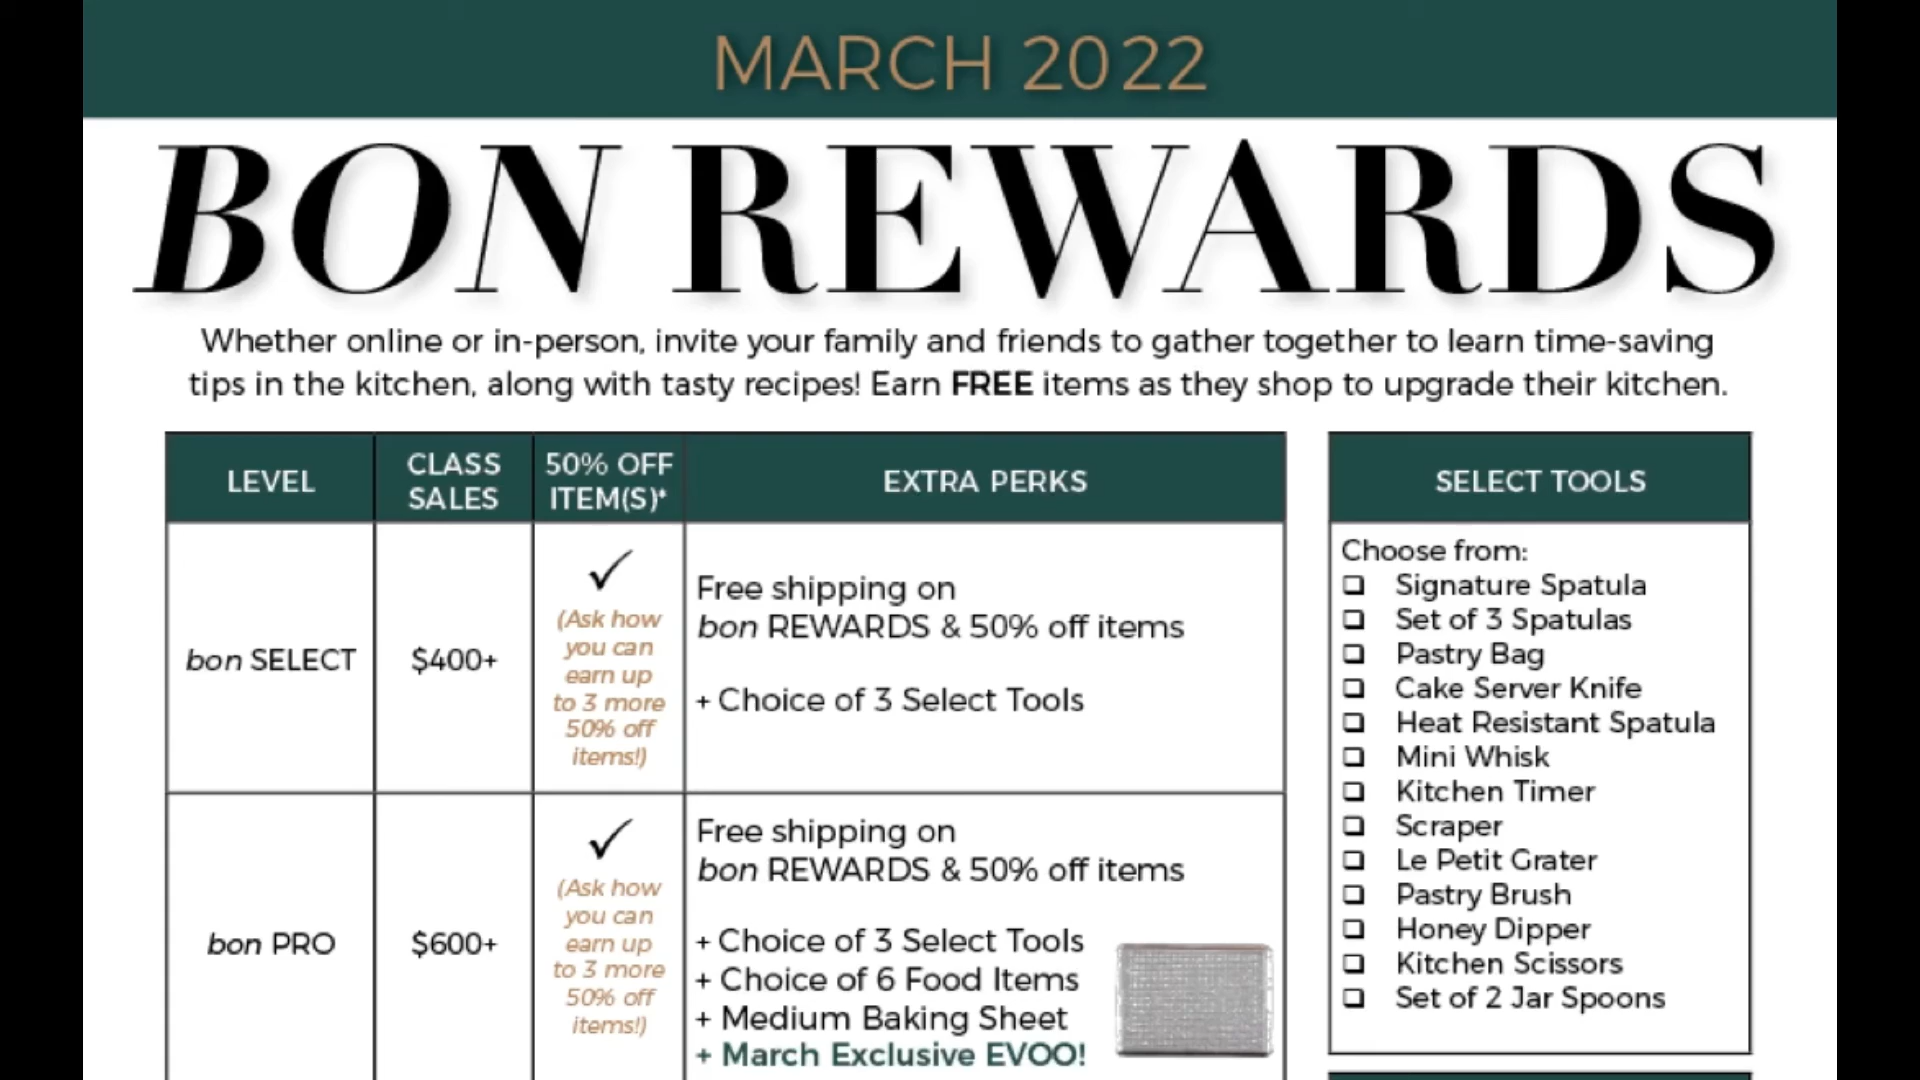 MARCH 2022
BON REWARDS
Whether online or in-person, invite your family and friends to gather together to learn time-saving
tips in the kitchen, along with tasty recipes! Earn FREE items as they shop to upgrade their kitchen.
LEVEL
CLASS
SALES
50% OFF
ITEM(S)*
EXTRA PERKS
bon SELECT
$400+
✓
(Ask how
you can
earn up
to 3 more
50% off
items!)
Free shipping on
bon REWARDS & 50% off items
+ Choice of 3 Select Tools
bon PRO
$600+
✓
(Ask how
you can
earn up
to 3 more
50% off
items!)
Free shipping on
bon REWARDS & 50% off items
+ Choice of 3 Select Tools
+ Choice of 6 Food Items
+ Medium Baking Sheet
+ March Exclusive EVOO!
SELECT TOOLS
Choose from:
❑ Signature Spatula
❑ Set of 3 Spatulas
❑ Pastry Bag
❑ Cake Server Knife
❑ Heat Resistant Spatula
❑ Mini Whisk
❑ Kitchen Timer
❑ Scraper
❑ Le Petit Grater
❑ Pastry Brush
❑ Honey Dipper
❑ Kitchen Scissors
❑ Set of 2 Jar Spoons